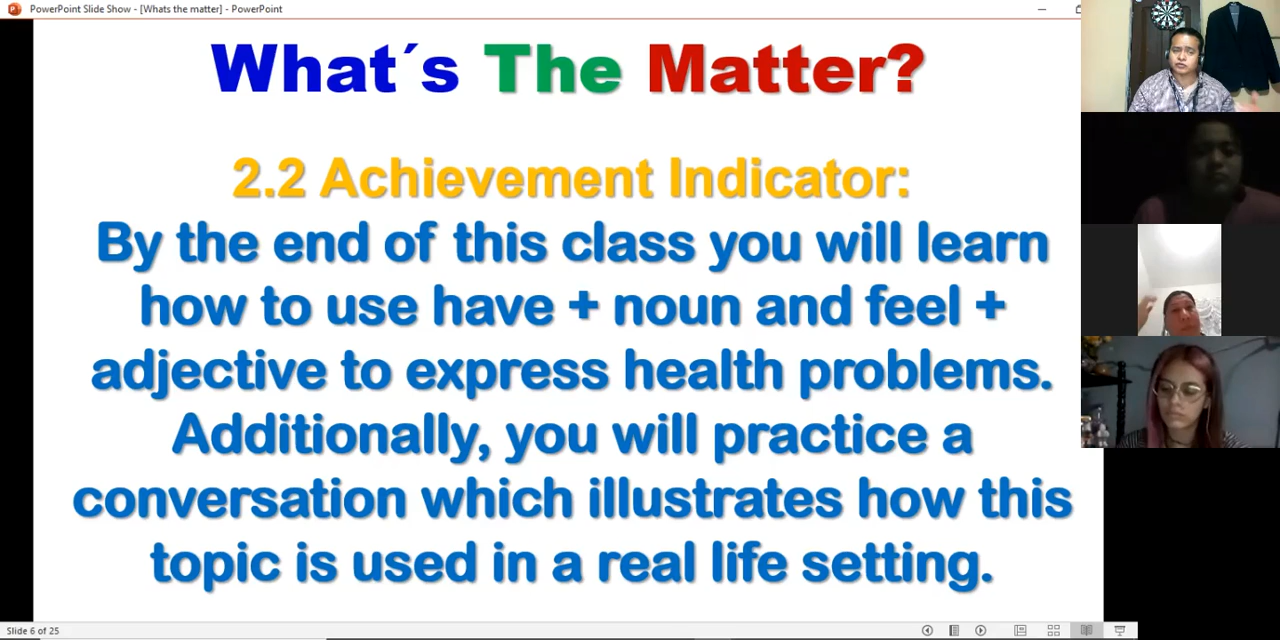 PowerPoint Slide Show - [Whats the matter] - PowerPoint
What´s The Matter?
2.2 Achievement Indicator:
By the end of this class you will learn
how to use have + noun and feel +
adjective to express health problems.
Additionally, you will practice a
conversation which illustrates how this
topic is used in a real life setting.
Slide 6 of 25